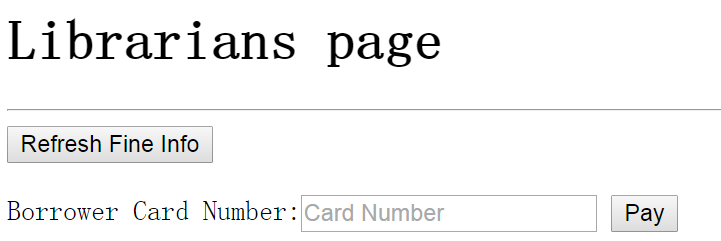 Librarians page
Refresh Fine Info
Borrower Card Number: Card Number Pay